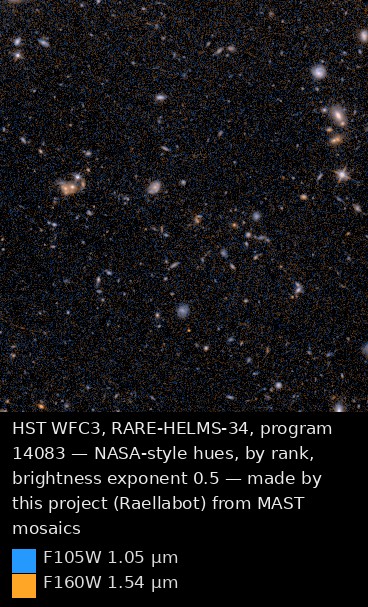 HST WFC3, RARE-HELMS-34, program
14083 — NASA-style hues, by rank,
brightness exponent 0.5 — made by
this project (Raellabot) from MAST
mosaics
F105W 1.05 µm
F160W 1.54 µm